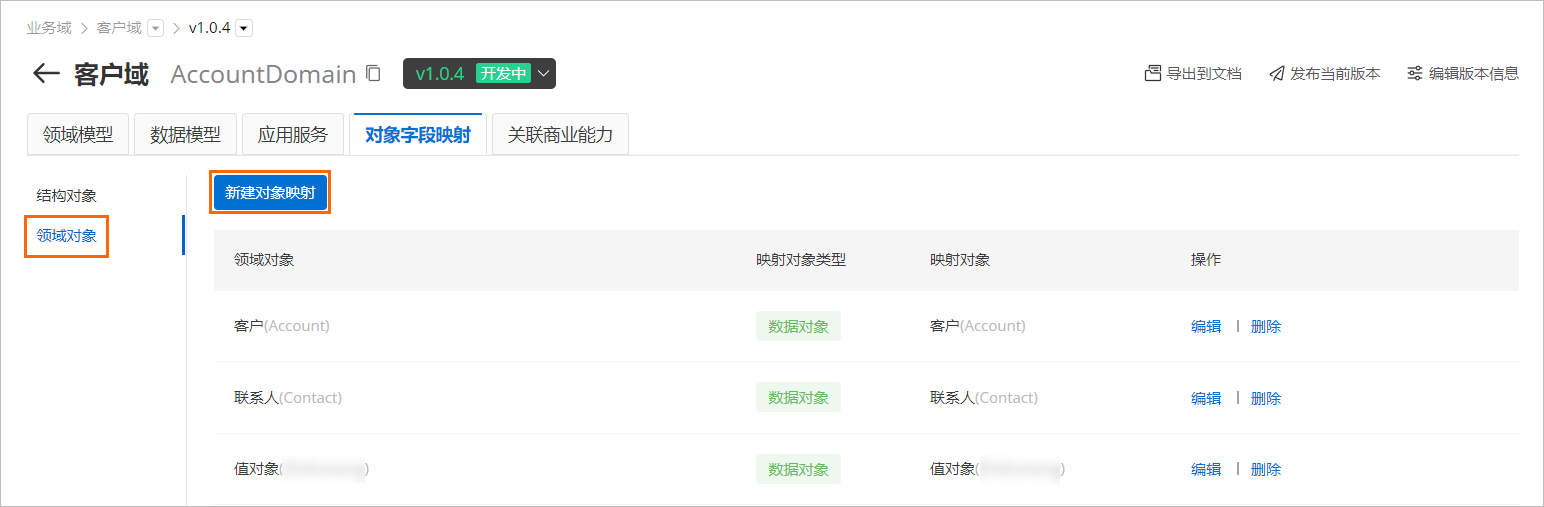 业务域 > 客户域 > v1.0.4
客户域 AccountDomain v1.0.4 开发中
导出到文档 发布当前版本 编辑版本信息
领域模型 数据模型 应用服务 对象字段映射 关联商业能力
结构对象
领域对象
新建对象映射
领域对象 映射对象类型 映射对象 操作
客户(Account) 数据对象 客户(Account) 编辑 | 删除
联系人(Contact) 数据对象 联系人(Contact) 编辑 | 删除
值对象( ) 数据对象 值对象( ) 编辑 | 删除